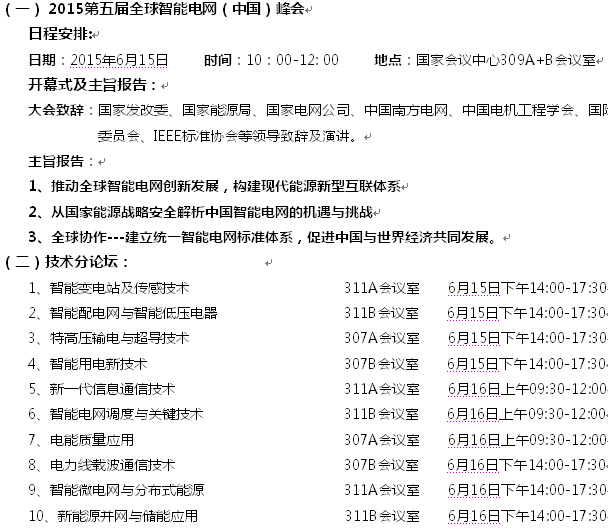 （一） 2015第五届全球智能电网（中国）峰会
日程安排:
日期：2015年6月15日 时间：10：00-12：00 地点：国家会议中心309A+B会议室
开幕式及主旨报告：
大会致辞：国家发改委、国家能源局、国家电网公司、中国南方电网、中国电机工程学会、国际
委员会、IEEE标准协会等领导致辞及演讲。
主旨报告：
1、推动全球智能电网创新发展，构建现代能源新型互联体系
2、从国家能源战略安全解析中国智能电网的机遇与挑战
3、全球协作---建立统一智能电网标准体系，促进中国与世界经济共同发展。
（二）技术分论坛：
1、智能变电站及传感技术 311A会议室 6月15日下午14:00-17:30
2、智能配电网与智能低压电器 311B会议室 6月15日下午14:00-17:30
3、特高压输电与超导技术 307A会议室 6月15日下午14:00-17:30
4、智能用电新技术 307B会议室 6月15日下午14:00-17:30
5、新一代信息通信技术 311A会议室 6月16日上午09:30-12:00
6、智能电网调度与关键技术 311B会议室 6月16日上午09:30-12:00
7、电能质量应用 307A会议室 6月16日上午09:30-12:00
8、电力线载波通信技术 307B会议室 6月16日下午14:00-17:30
9、智能微电网与分布式能源 311A会议室 6月16日下午14:00-17:30
10、新能源并网与储能应用 311B会议室 6月16日下午14:00-17:30